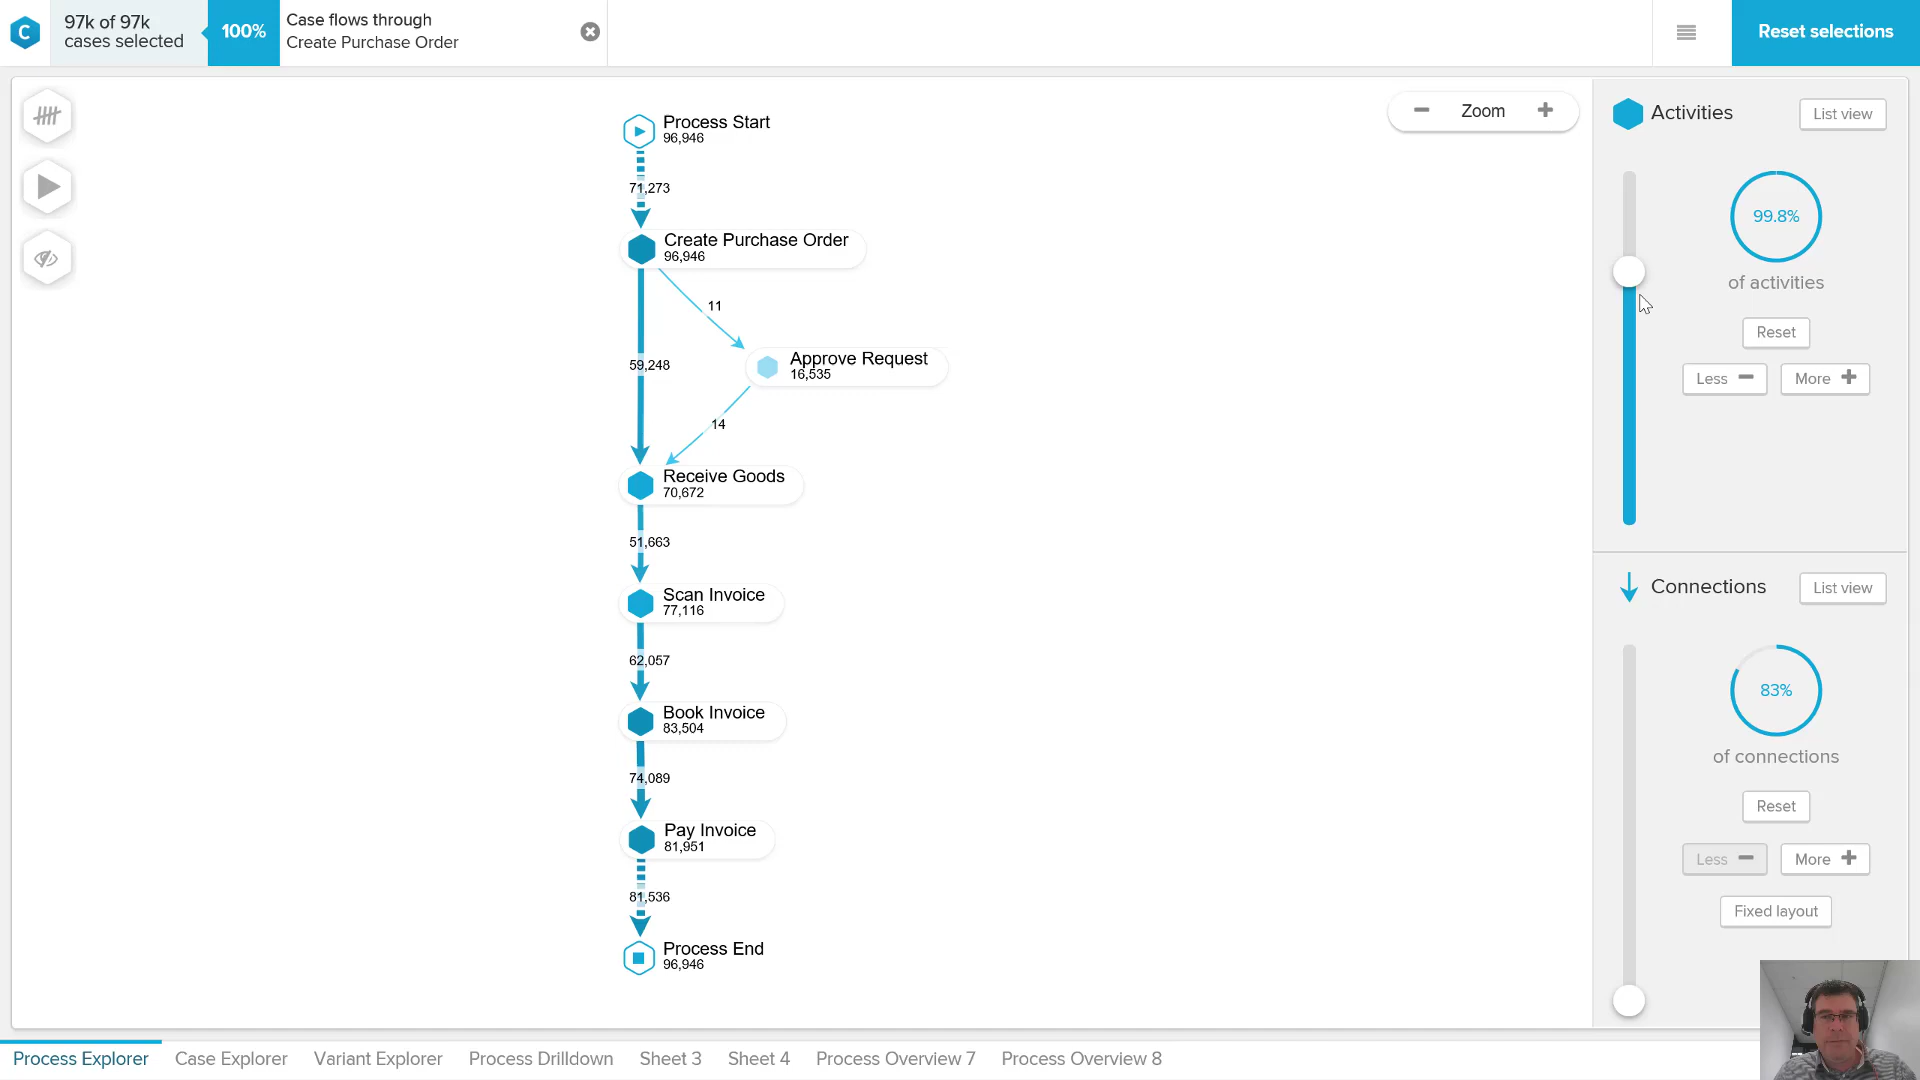 C
97k of 97k
cases selected
100%
Case flows through
Create Purchase Order
Reset selections
Process Start
96,946
71,273
Create Purchase Order
96,946
11
59,248
Approve Request
16,535
14
Receive Goods
70,672
51,663
Scan Invoice
77,116
62,057
Book Invoice
83,504
74,089
Pay Invoice
81,951
81,536
Process End
96,946
Zoom
Activities
List view
99.8%
of activities
Reset
Less
More
Connections
List view
83%
of connections
Reset
Less
More
Fixed layout
Process Explorer
Case Explorer
Variant Explorer
Process Drilldown
Sheet 3
Sheet 4
Process Overview 7
Process Overview 8